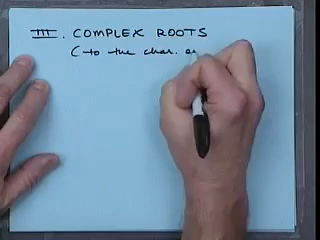 III. COMPLEX ROOTS
( to the char. e